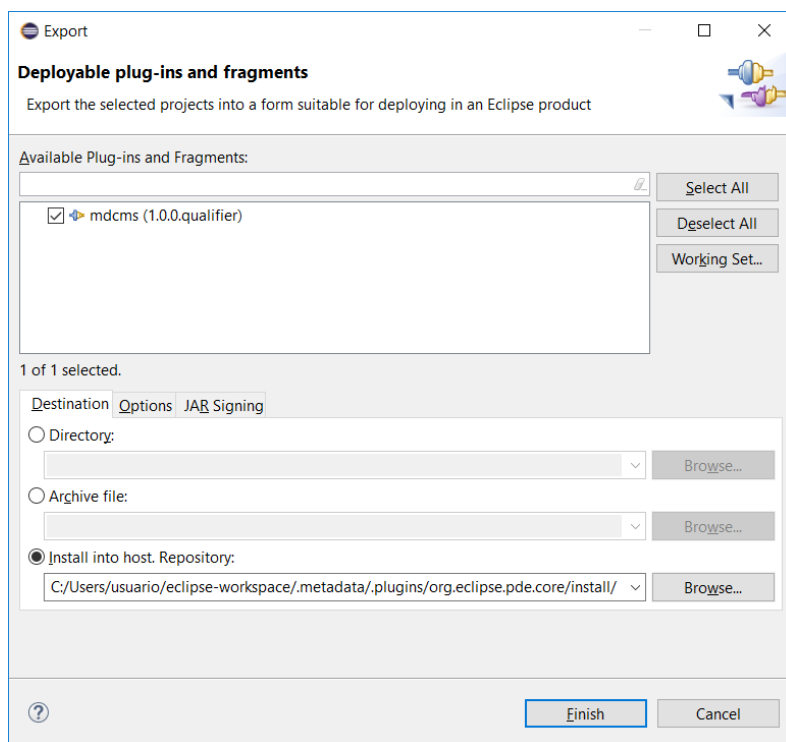 Export
Deployable plug-ins and fragments
Export the selected projects into a form suitable for deploying in an Eclipse product
Available Plug-ins and Fragments:
Select All
mdcms (1.0.0.qualifier)
Deselect All
Working Set...
1 of 1 selected.
Destination Options JAR Signing
Directory:
Browse...
Archive file:
Browse...
Install into host. Repository:
C:/Users/usuario/eclipse-workspace/.metadata/.plugins/org.eclipse.pde.core/install/ Browse...
? Finish Cancel